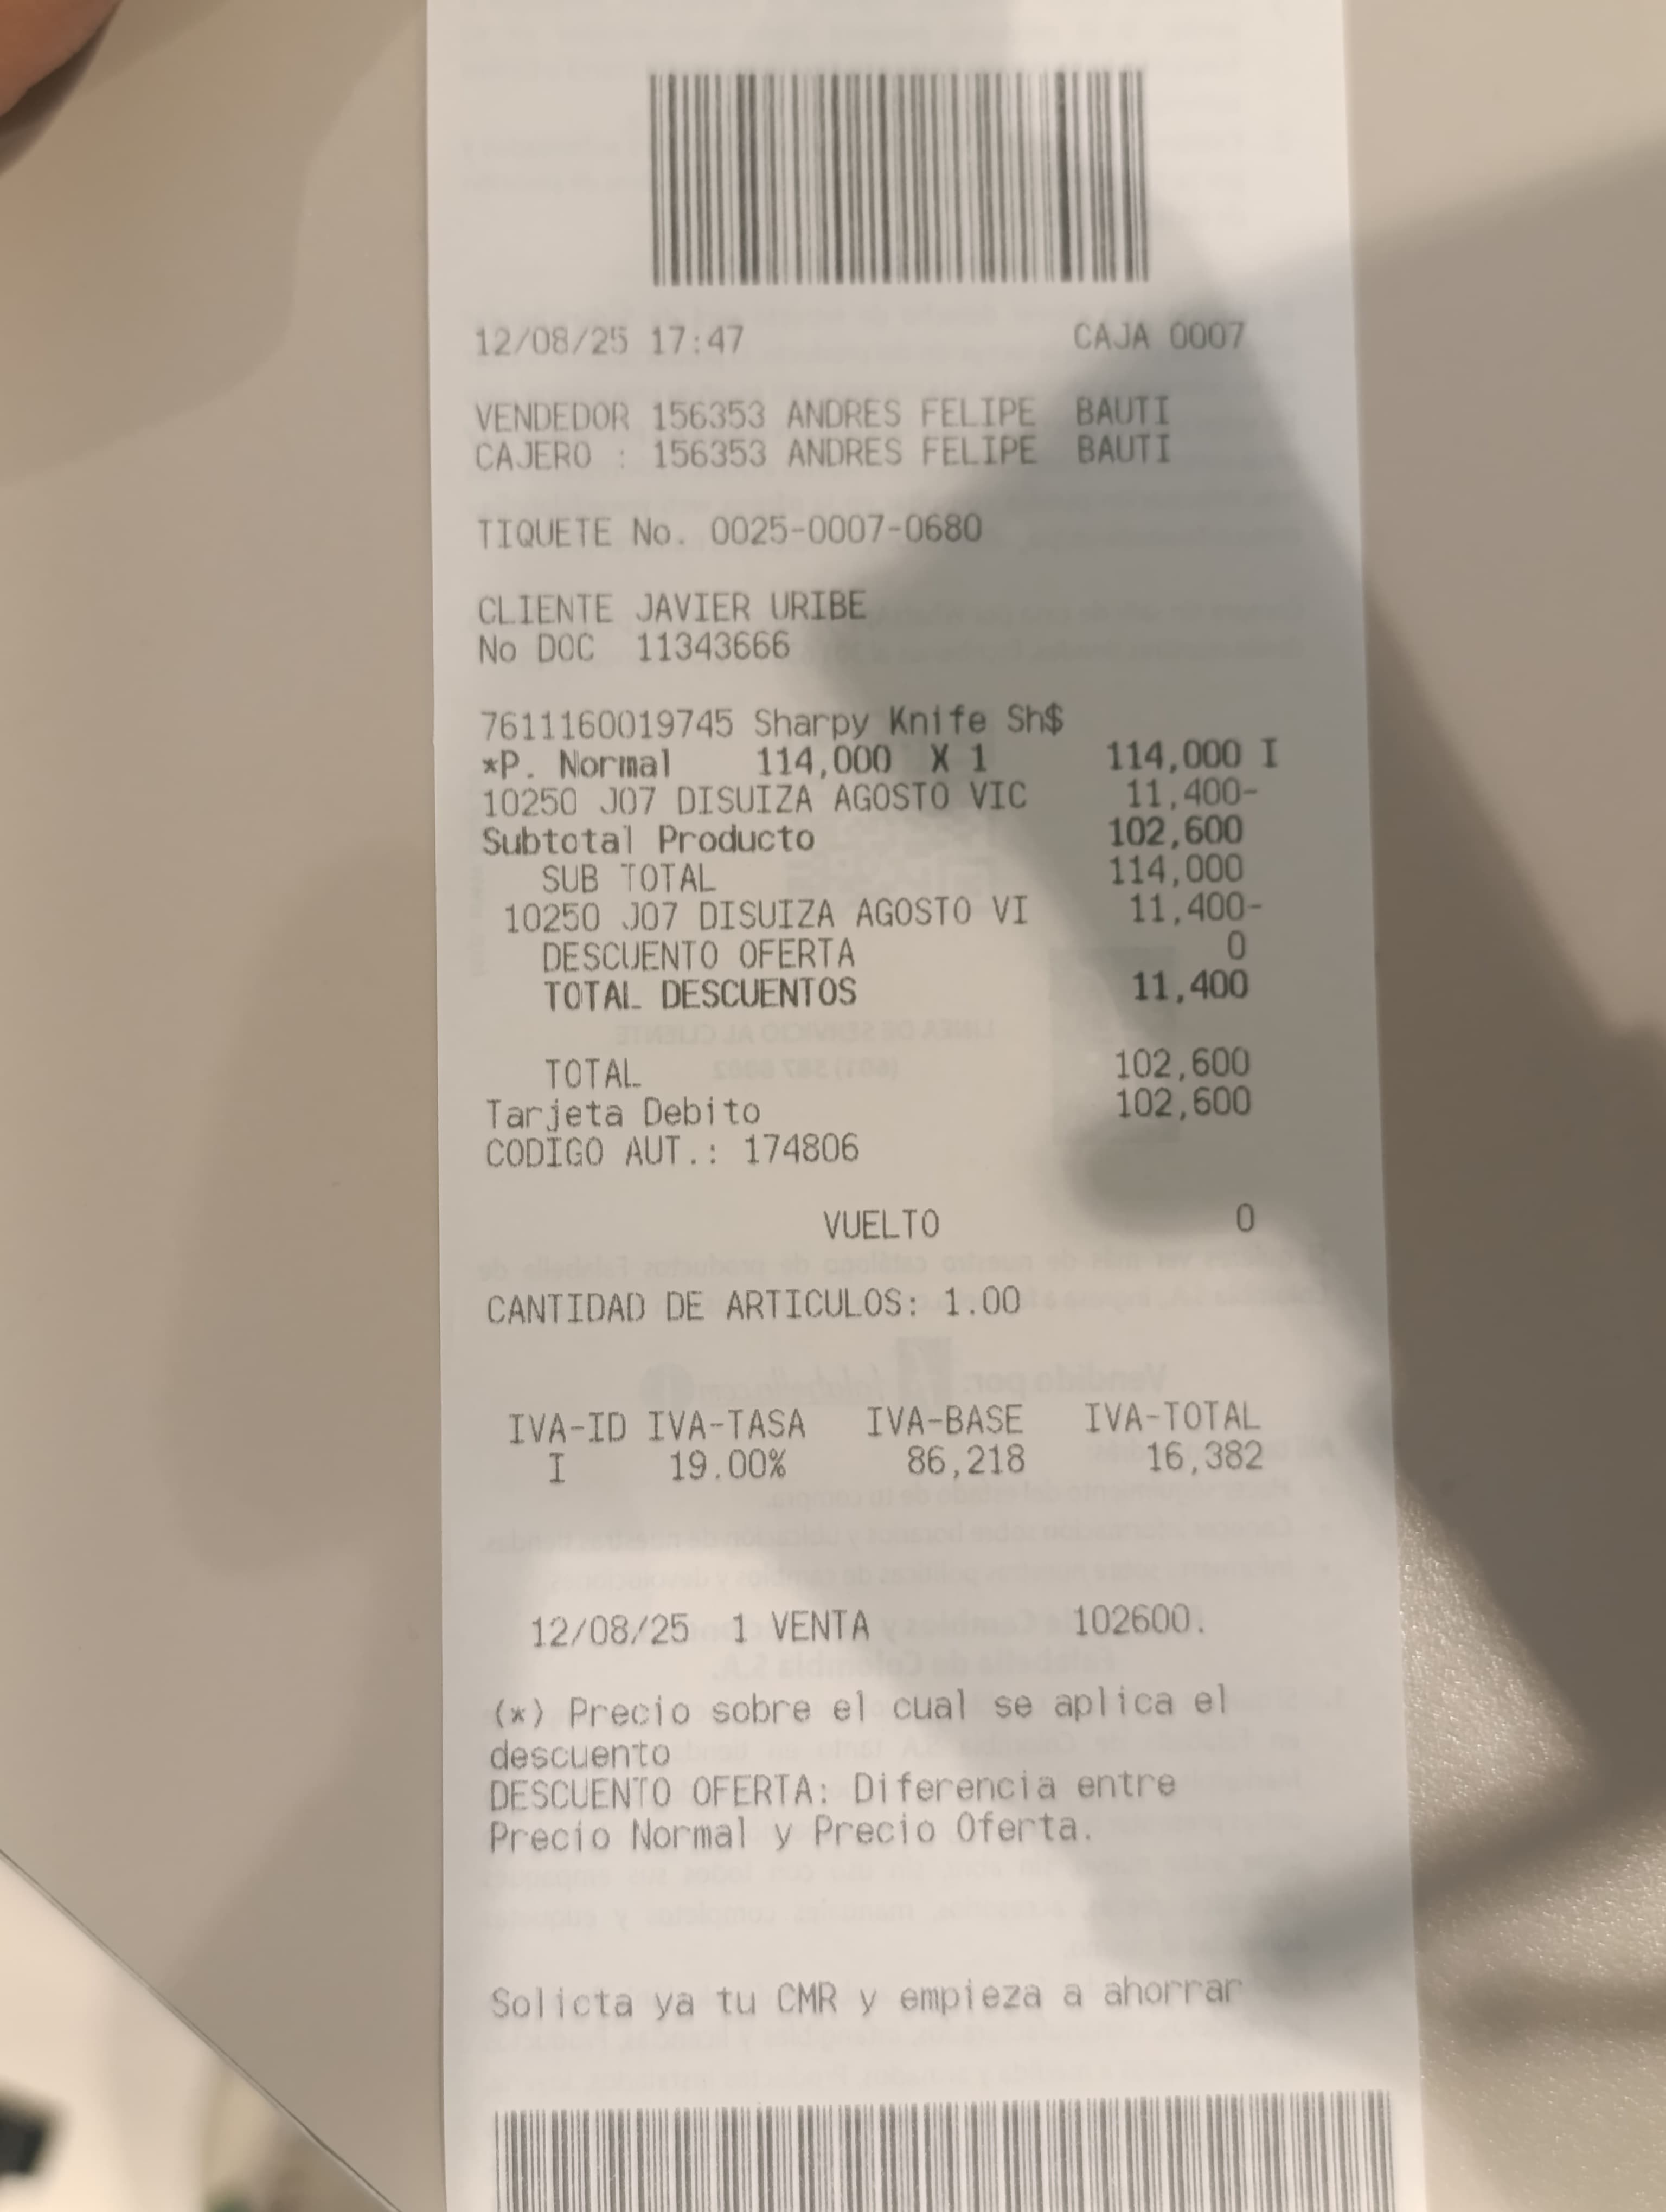 12/08/25 17:47 CAJA 0007
VENDEDOR 156353 ANDRES FELIPE BAUTI
CAJERO : 156353 ANDRES FELIPE BAUTI
TIQUETE No. 0025-0007-0680
CLIENTE JAVIER URIBE
No DOC 11343666
7611160019745 Sharpy Knife Sh$
*P. Normal 114,000 X 1 114,000 I
10250 J07 DISUIZA AGOSTO VIC 11,400-
Subtotal Producto 102,600
SUB TOTAL 114,000
10250 J07 DISUIZA AGOSTO VI 11,400-
DESCUENTO OFERTA 0
TOTAL DESCUENTOS 11,400
TOTAL 102,600
Tarjeta Debito 102,600
CODIGO AUT.: 174806
VUELTO 0
CANTIDAD DE ARTICULOS: 1.00
IVA-ID IVA-TASA IVA-BASE IVA-TOTAL
I 19.00% 86,218 16,382
12/08/25 1 VENTA 102600.
(*) Precio sobre el cual se aplica el
descuento
DESCUENTO OFERTA: Diferencia entre
Precio Normal y Precio Oferta.
Solicta ya tu CMR y empieza a ahorrar